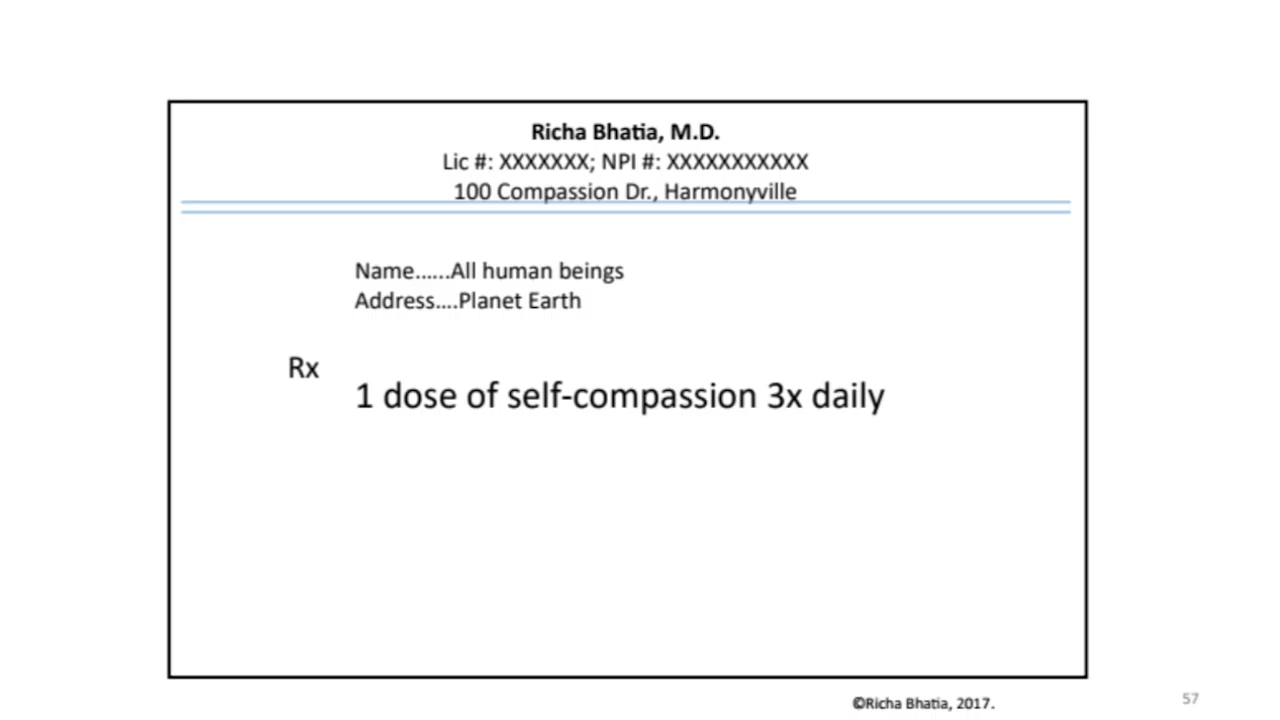 Richa Bhatia, M.D.
Lic #: XXXXXXX; NPI #: XXXXXXXXXXX
100 Compassion Dr., Harmonyville
Name......All human beings
Address....Planet Earth
Rx
1 dose of self-compassion 3x daily
©Richa Bhatia, 2017.
57